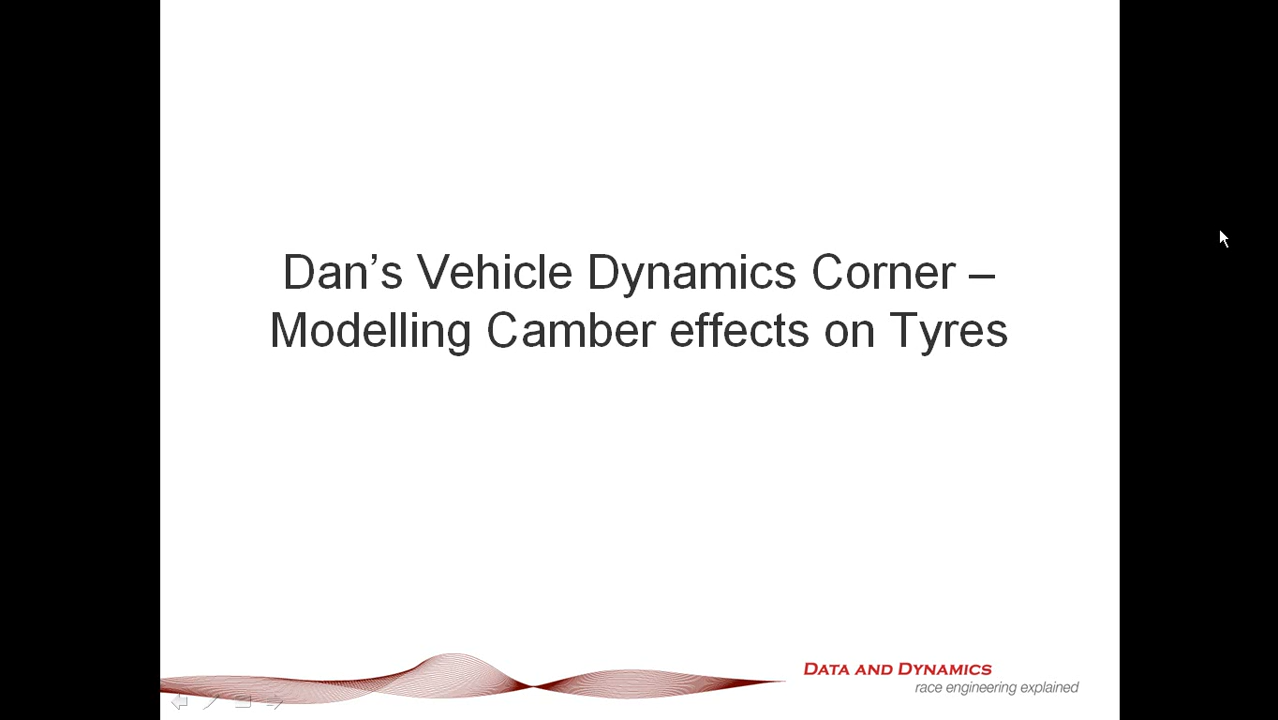 Dan’s Vehicle Dynamics Corner –
Modelling Camber effects on Tyres
DATA AND DYNAMICS
race engineering explained